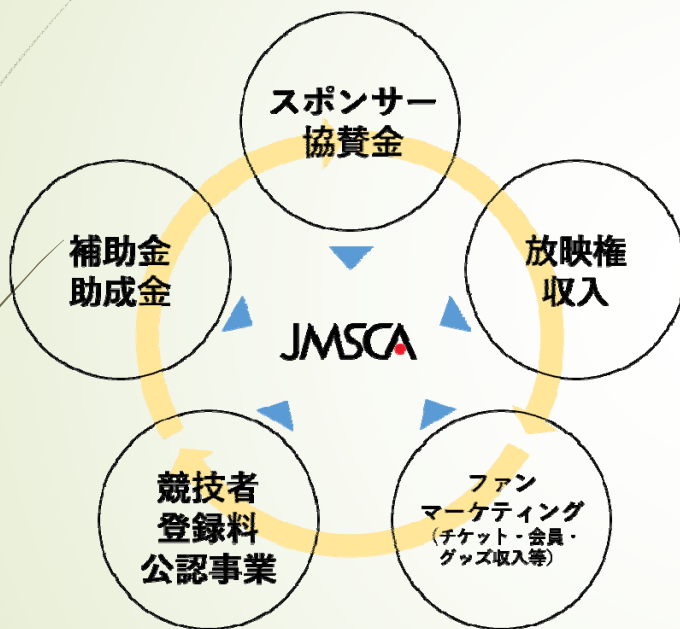 スポンサー
協賛金
補助金
助成金
放映権
収入
JMSCA
競技者
登録料
公認事業
ファン
マーケティング
(チケット・会員・
グッズ収入等)